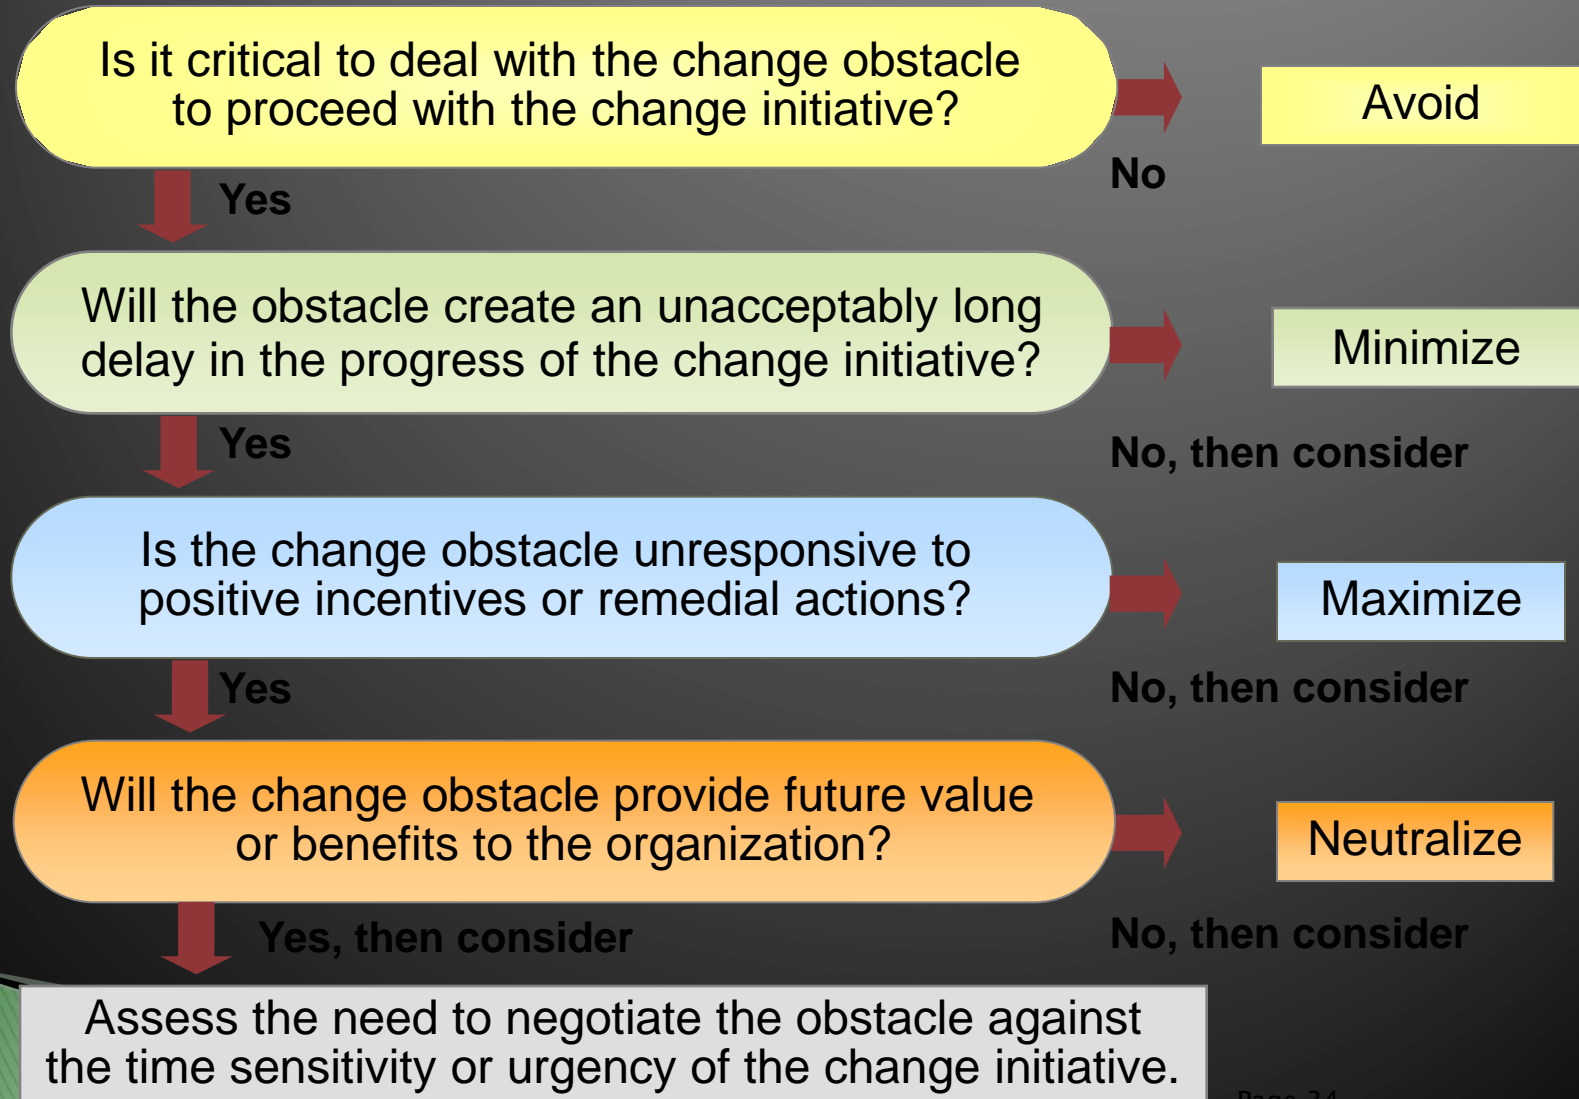 Is it critical to deal with the change obstacle
to proceed with the change initiative?
Avoid
No
Yes
Will the obstacle create an unacceptably long
delay in the progress of the change initiative?
Minimize
Yes
No, then consider
Is the change obstacle unresponsive to
positive incentives or remedial actions?
Maximize
Yes
No, then consider
Will the change obstacle provide future value
or benefits to the organization?
Neutralize
Yes, then consider
No, then consider
Assess the need to negotiate the obstacle against
the time sensitivity or urgency of the change initiative.
Page 34